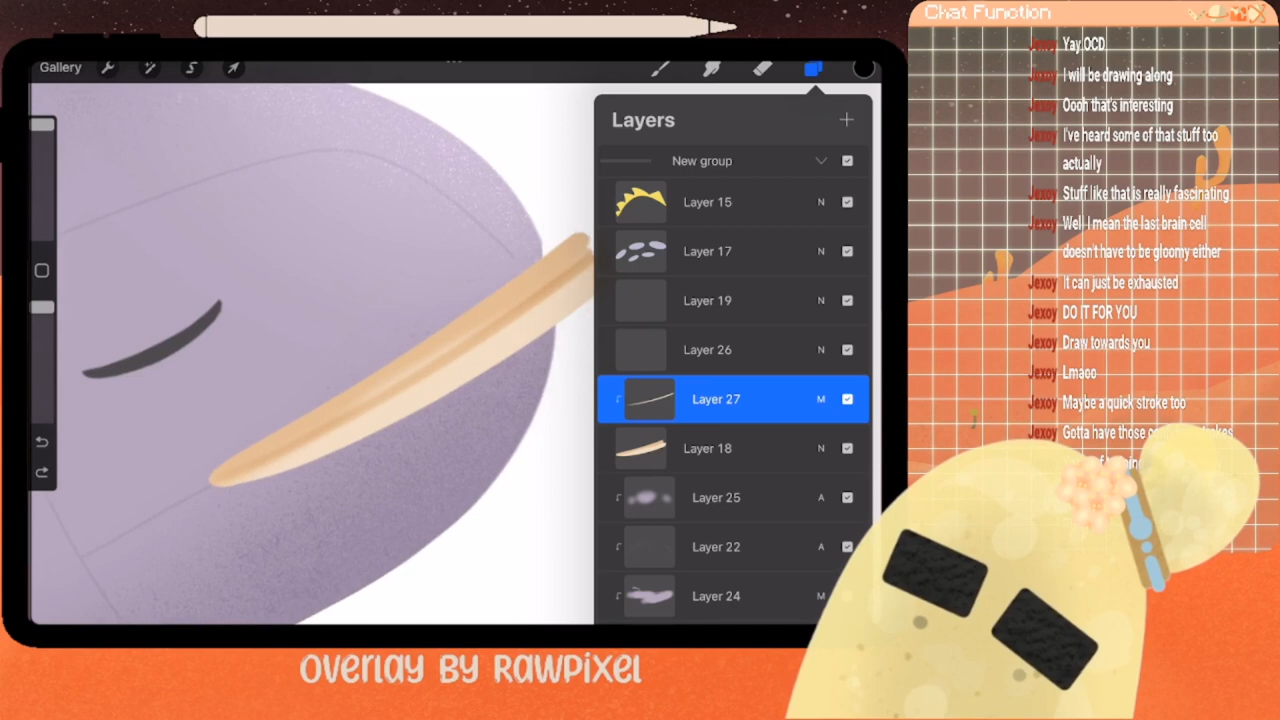 Chat Function
Gallery
Layers
New group
Layer 15 N
Layer 17 N
Layer 19 N
Layer 26 N
Layer 27 M
Layer 18 N
Layer 25 A
Layer 22 A
Layer 24 M
Jexoy Yay OCD
Jexoy I will be drawing along
Jexoy Oooh that's interesting
Jexoy I've heard some of that stuff too
actually
Jexoy Stuff like that is really fascinating
Jexoy Well I mean the last brain cell
doesn't have to be gloomy either
Jexoy It can just be exhausted
Jexoy DO IT FOR YOU
Jexoy Draw towards you
Jexoy Lmaoo
Jexoy Maybe a quick stroke too
Jexoy Gotta have those
OVERLAY BY RAWPIXEL